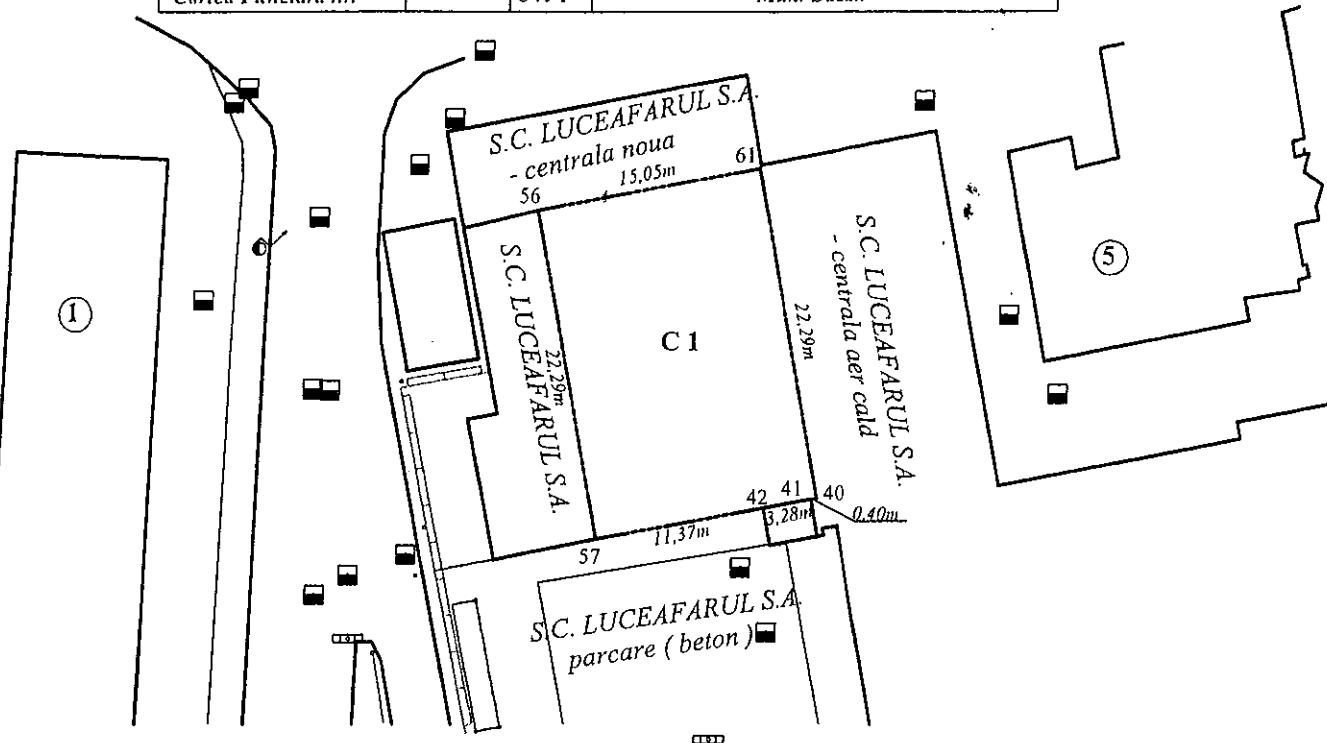 S.C. LUCEAFARUL S.A.
- centrala noua
56
15,05m
61
S.C. LUCEAFARUL S.A.
22,29m
C 1
22,29m
S.C. LUCEAFARUL S.A.
- centrala aer cald
1
5
57
11,37m
42
41
40
3,28m
0.40m
S.C. LUCEAFARUL S.A.
parcare ( beton )